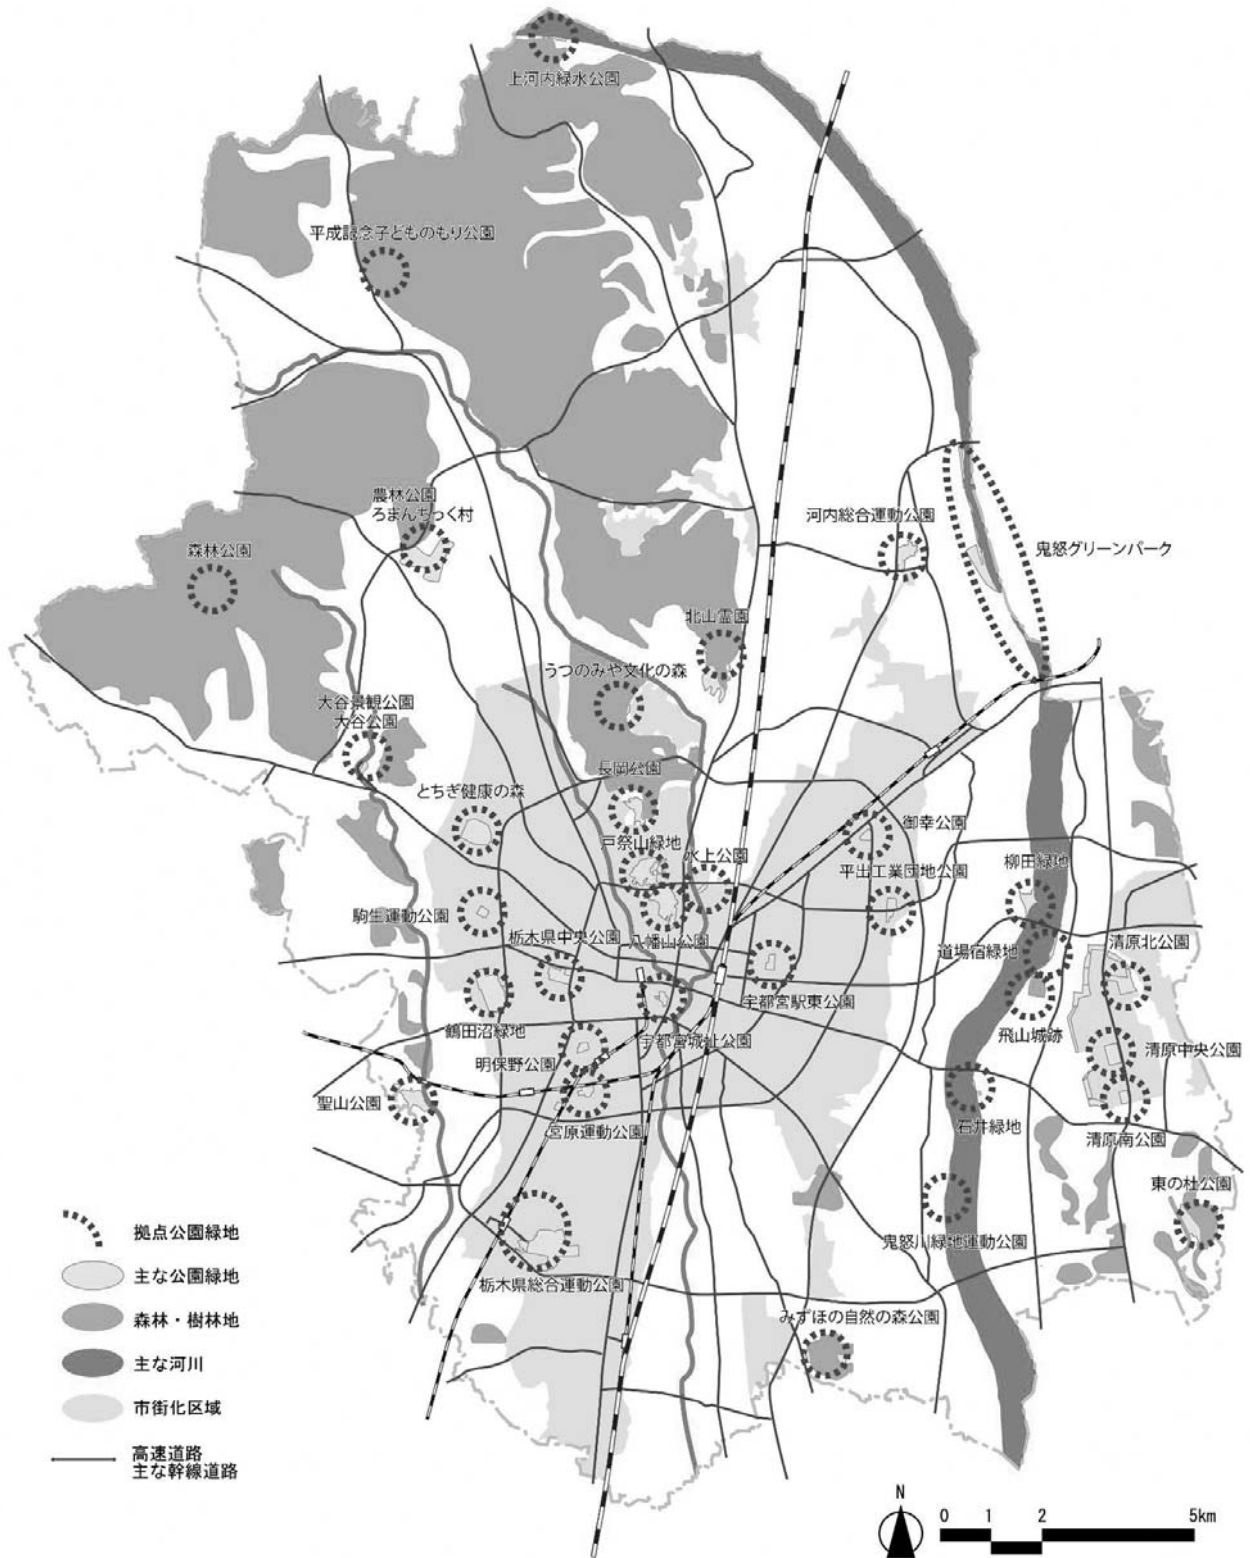 上河内緑水公園
平成記念子どものもり公園
農林公園
ろまんちっく村
河内総合運動公園
鬼怒グリーンパーク
森林公園
北山霊園
うつのみや文化の森
大谷景観公園
大谷公園
長岡公園
とちぎ健康の森
御幸公園
戸祭山緑地
水上公園
柳田緑地
平出工業団地公園
駒生運動公園
栃木県中央公園
八幡山公園
道場宿緑地
清原北公園
宇都宮駅東公園
飛山城跡
鶴田沼緑地
宇都宮城址公園
清原中央公園
明保野公園
聖山公園
宮原運動公園
石井緑地
清原南公園
東の杜公園
鬼怒川緑地運動公園
栃木県総合運動公園
みずほの自然の森公園
拠点公園緑地
主な公園緑地
森林・樹林地
主な河川
市街化区域
高速道路
主な幹線道路
N
0 1 2 5km